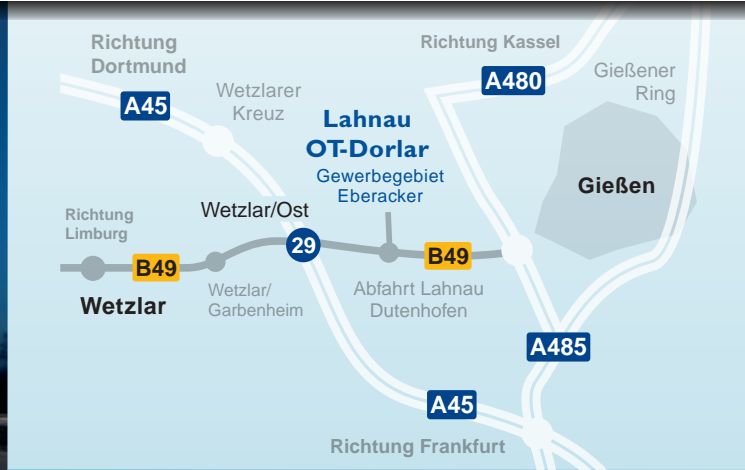 Richtung
Dortmund
A45
Wetzlarer
Kreuz
Richtung Kassel
A480
Gießener
Ring
Lahnau
OT-Dorlar
Gewerbegebiet
Eberacker
Gießen
Richtung
Limburg
Wetzlar/Ost
29
B49
B49
Wetzlar
Wetzlar/
Garbenheim
Abfahrt Lahnau
Dutenhofen
A485
A45
Richtung Frankfurt